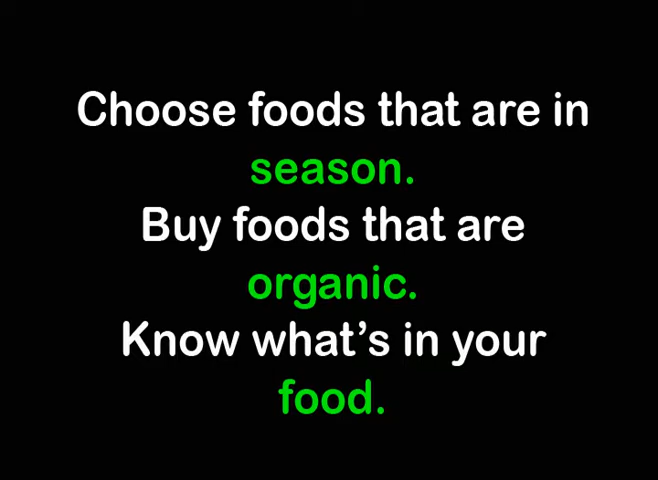 Choose foods that are in
season.
Buy foods that are
organic.
Know what’s in your
food.